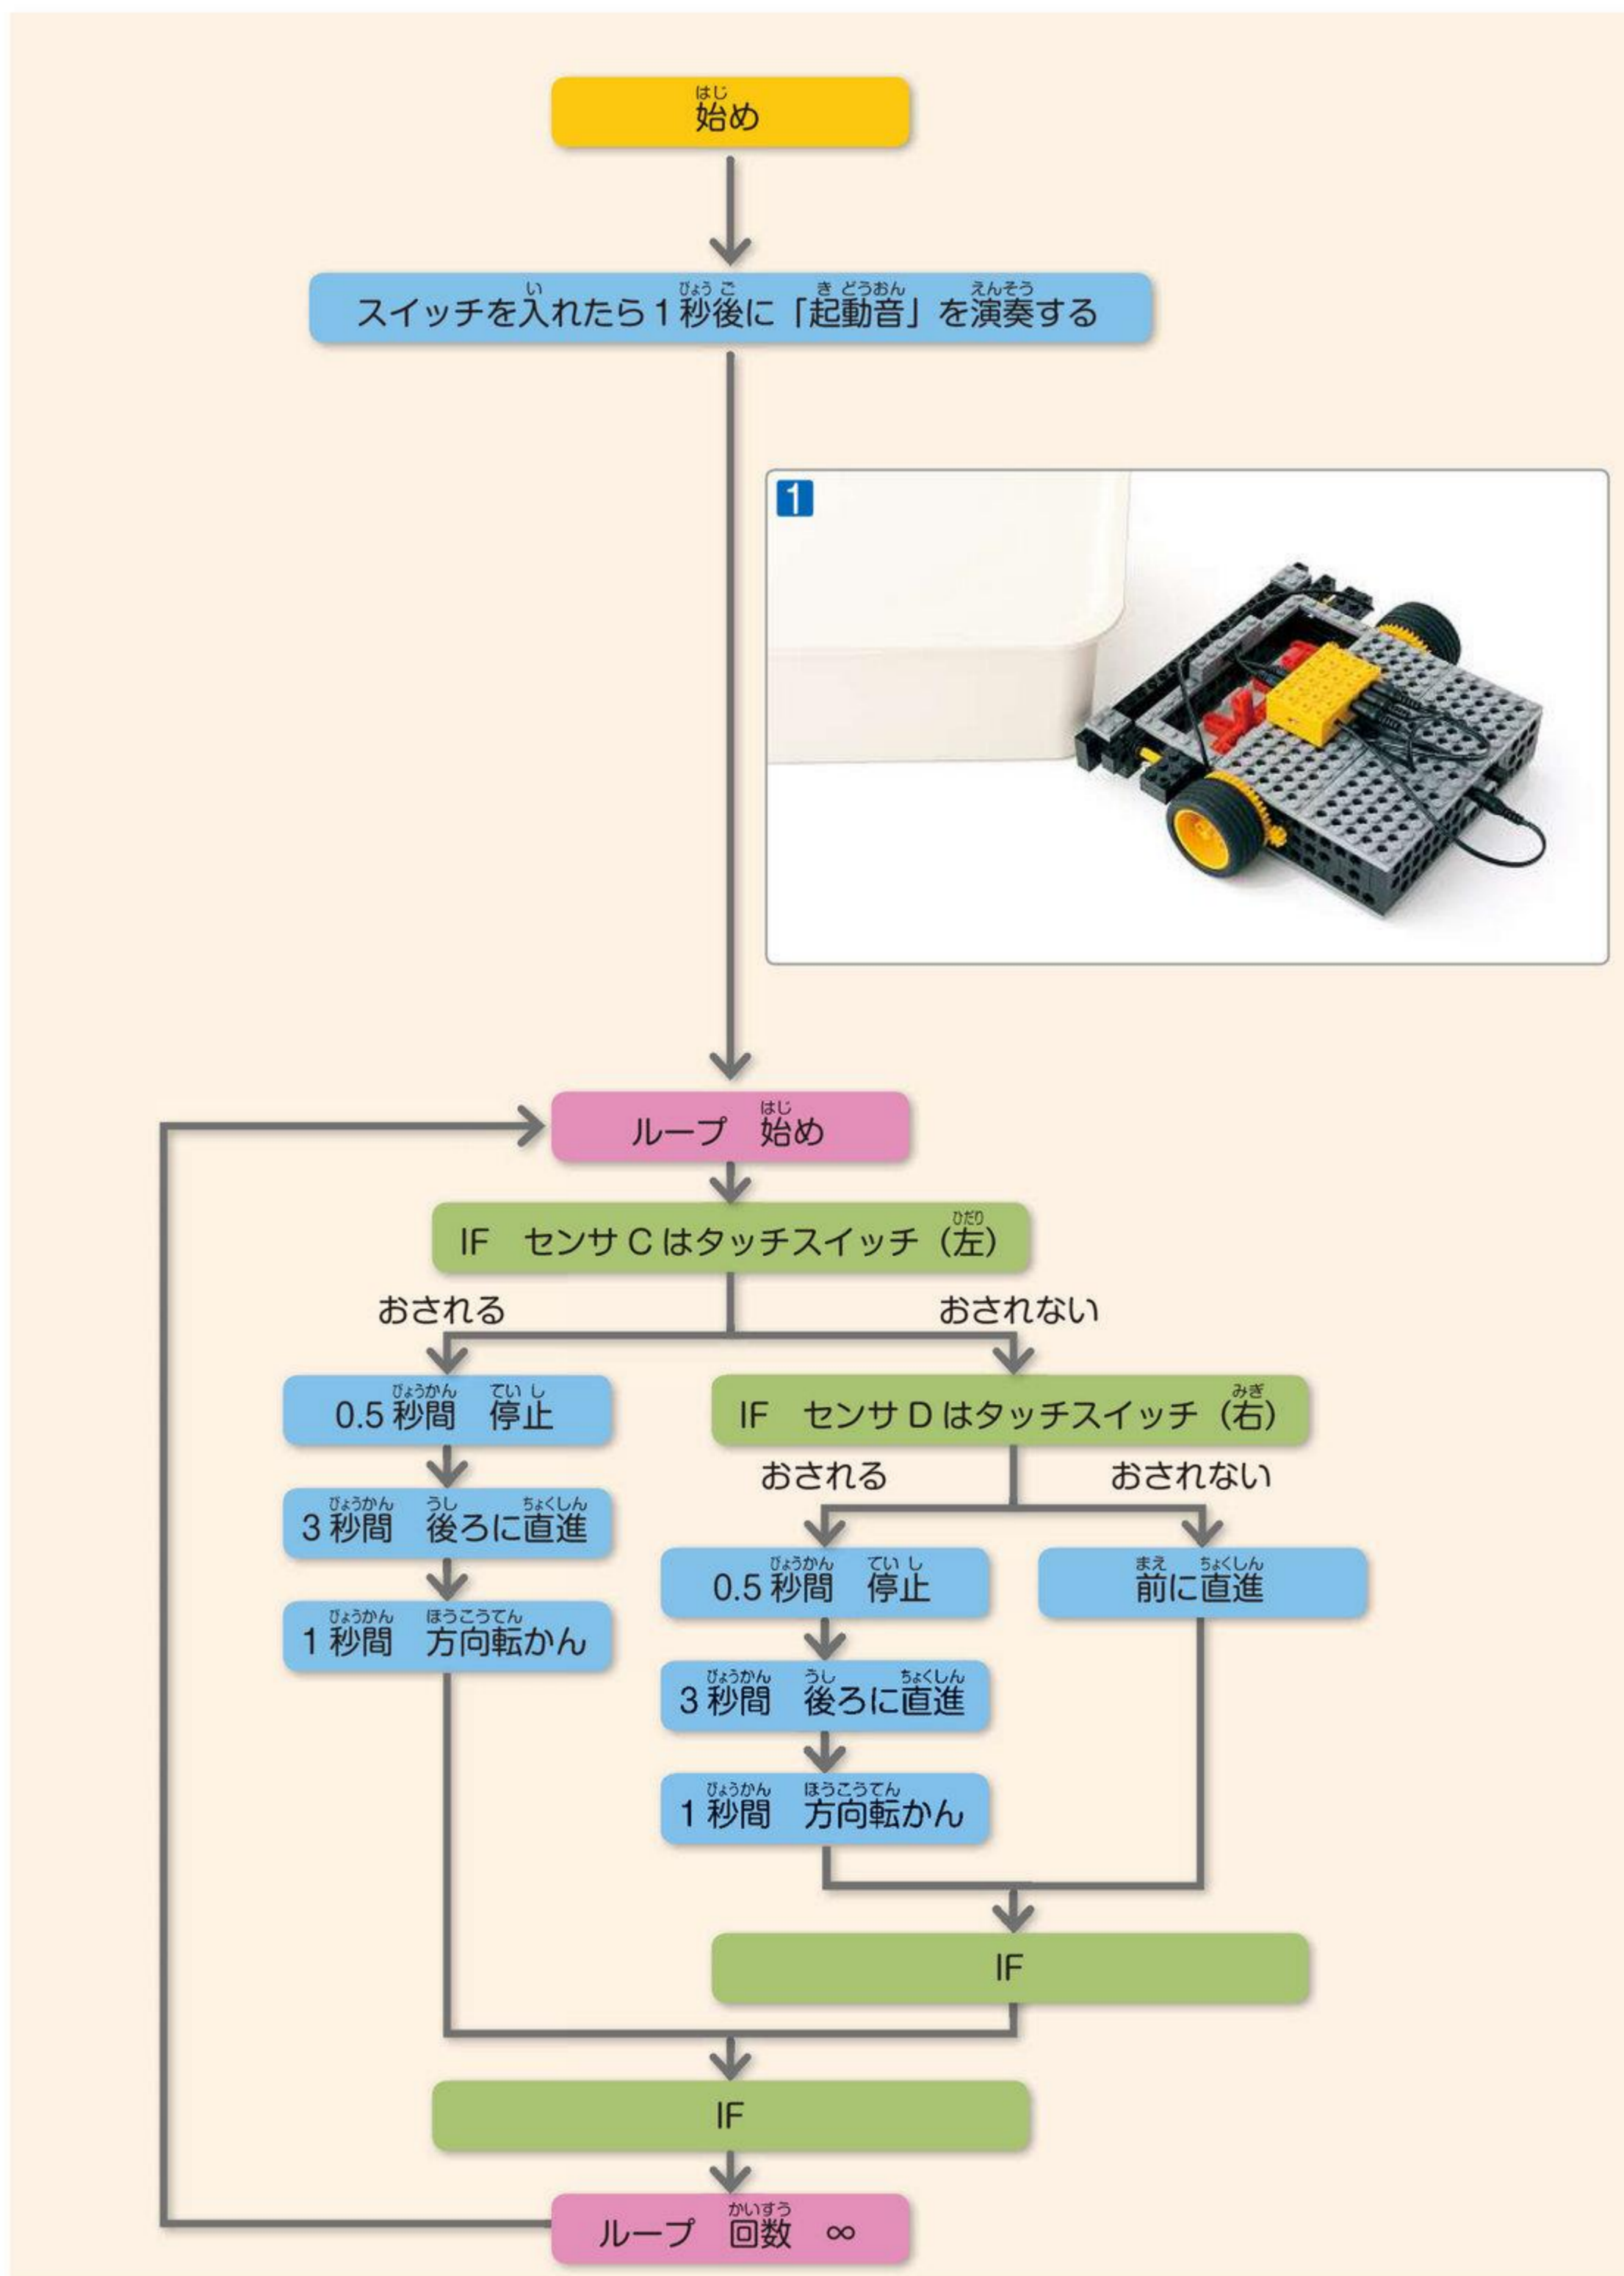 始め
スイッチを入れたら1秒後に「起動音」を演奏する
1
ループ　始め
IF　センサCはタッチスイッチ（左）
おされる　おされない
0.5秒間　停止
IF　センサDはタッチスイッチ（右）
おされる　おされない
3秒間　後ろに直進
0.5秒間　停止
前に直進
1秒間　方向転かん
3秒間　後ろに直進
1秒間　方向転かん
IF
IF
ループ　回数　∞